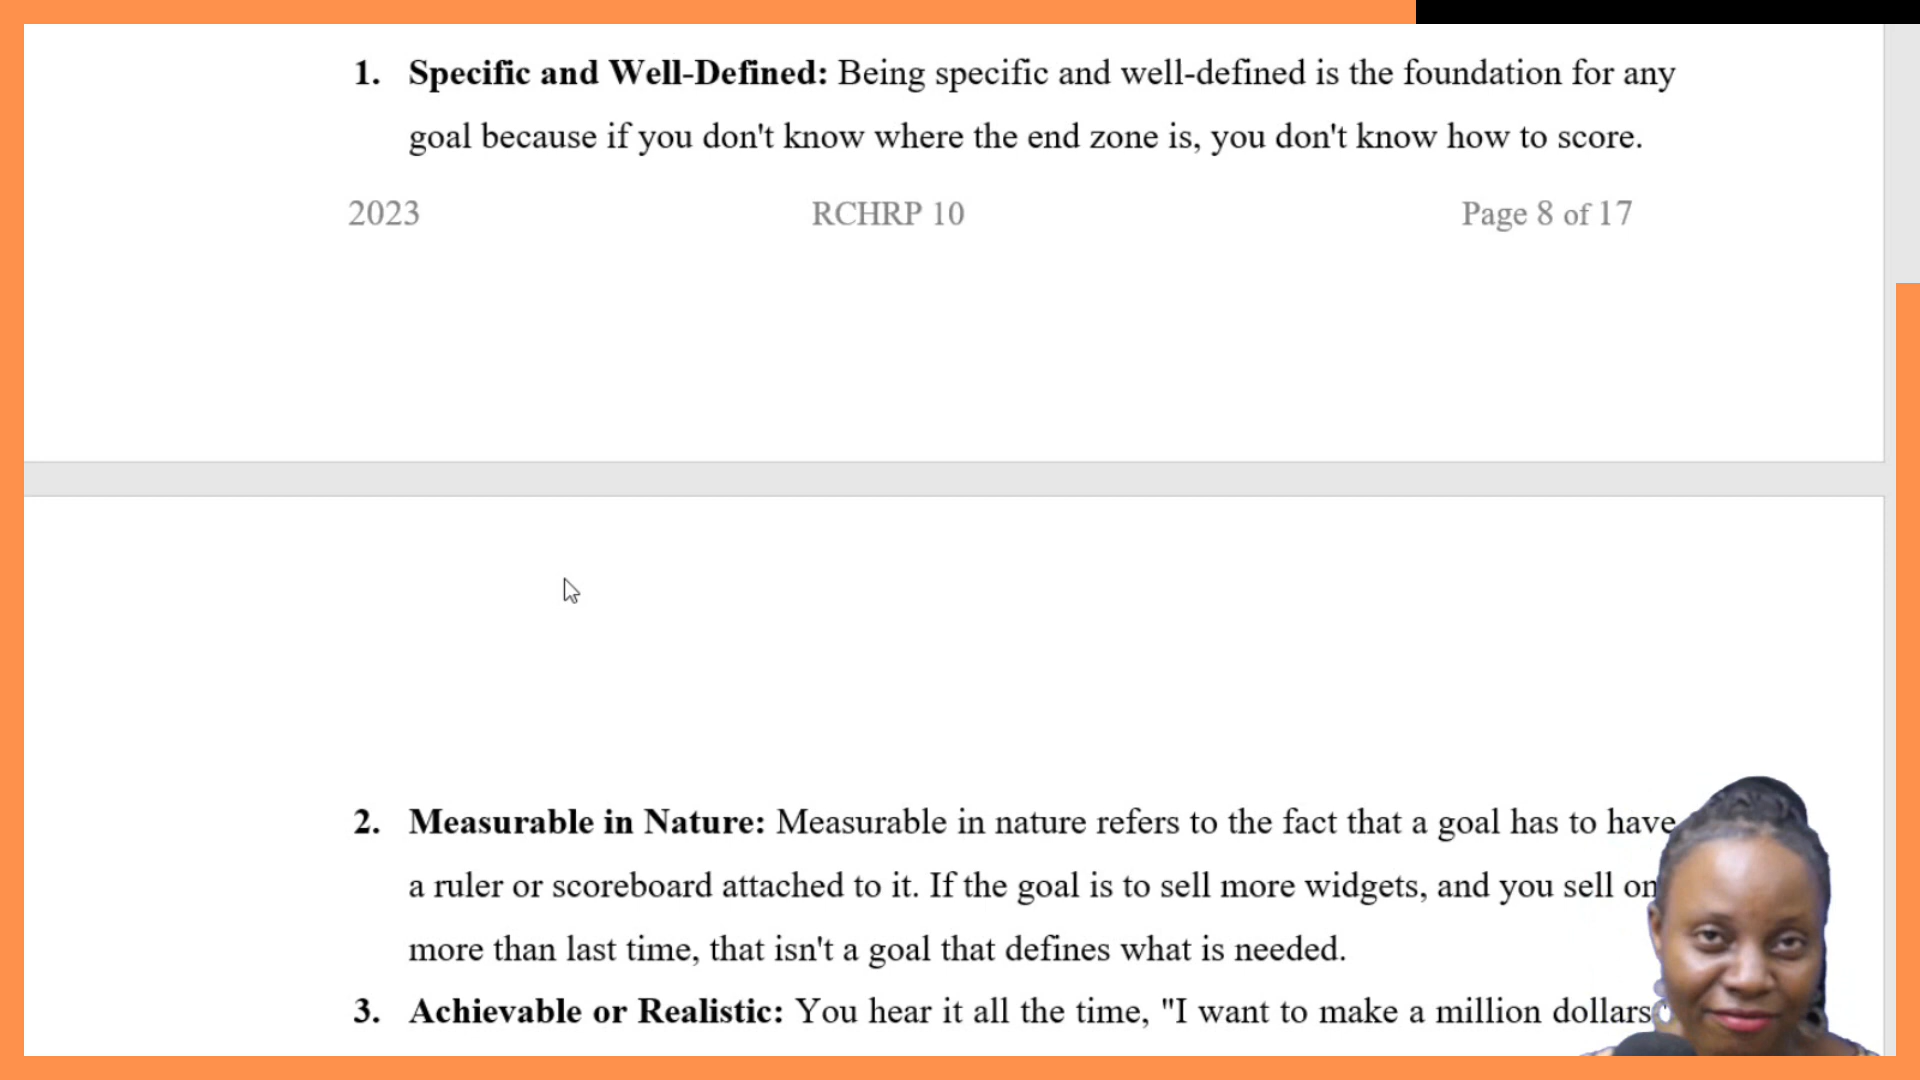 1. Specific and Well-Defined: Being specific and well-defined is the foundation for any
goal because if you don't know where the end zone is, you don't know how to score.
2023 RCHRP 10 Page 8 of 17
2. Measurable in Nature: Measurable in nature refers to the fact that a goal has to have
a ruler or scoreboard attached to it. If the goal is to sell more widgets, and you sell
more than last time, that isn't a goal that defines what is needed.
3. Achievable or Realistic: You hear it all the time, "I want to make a million dollars